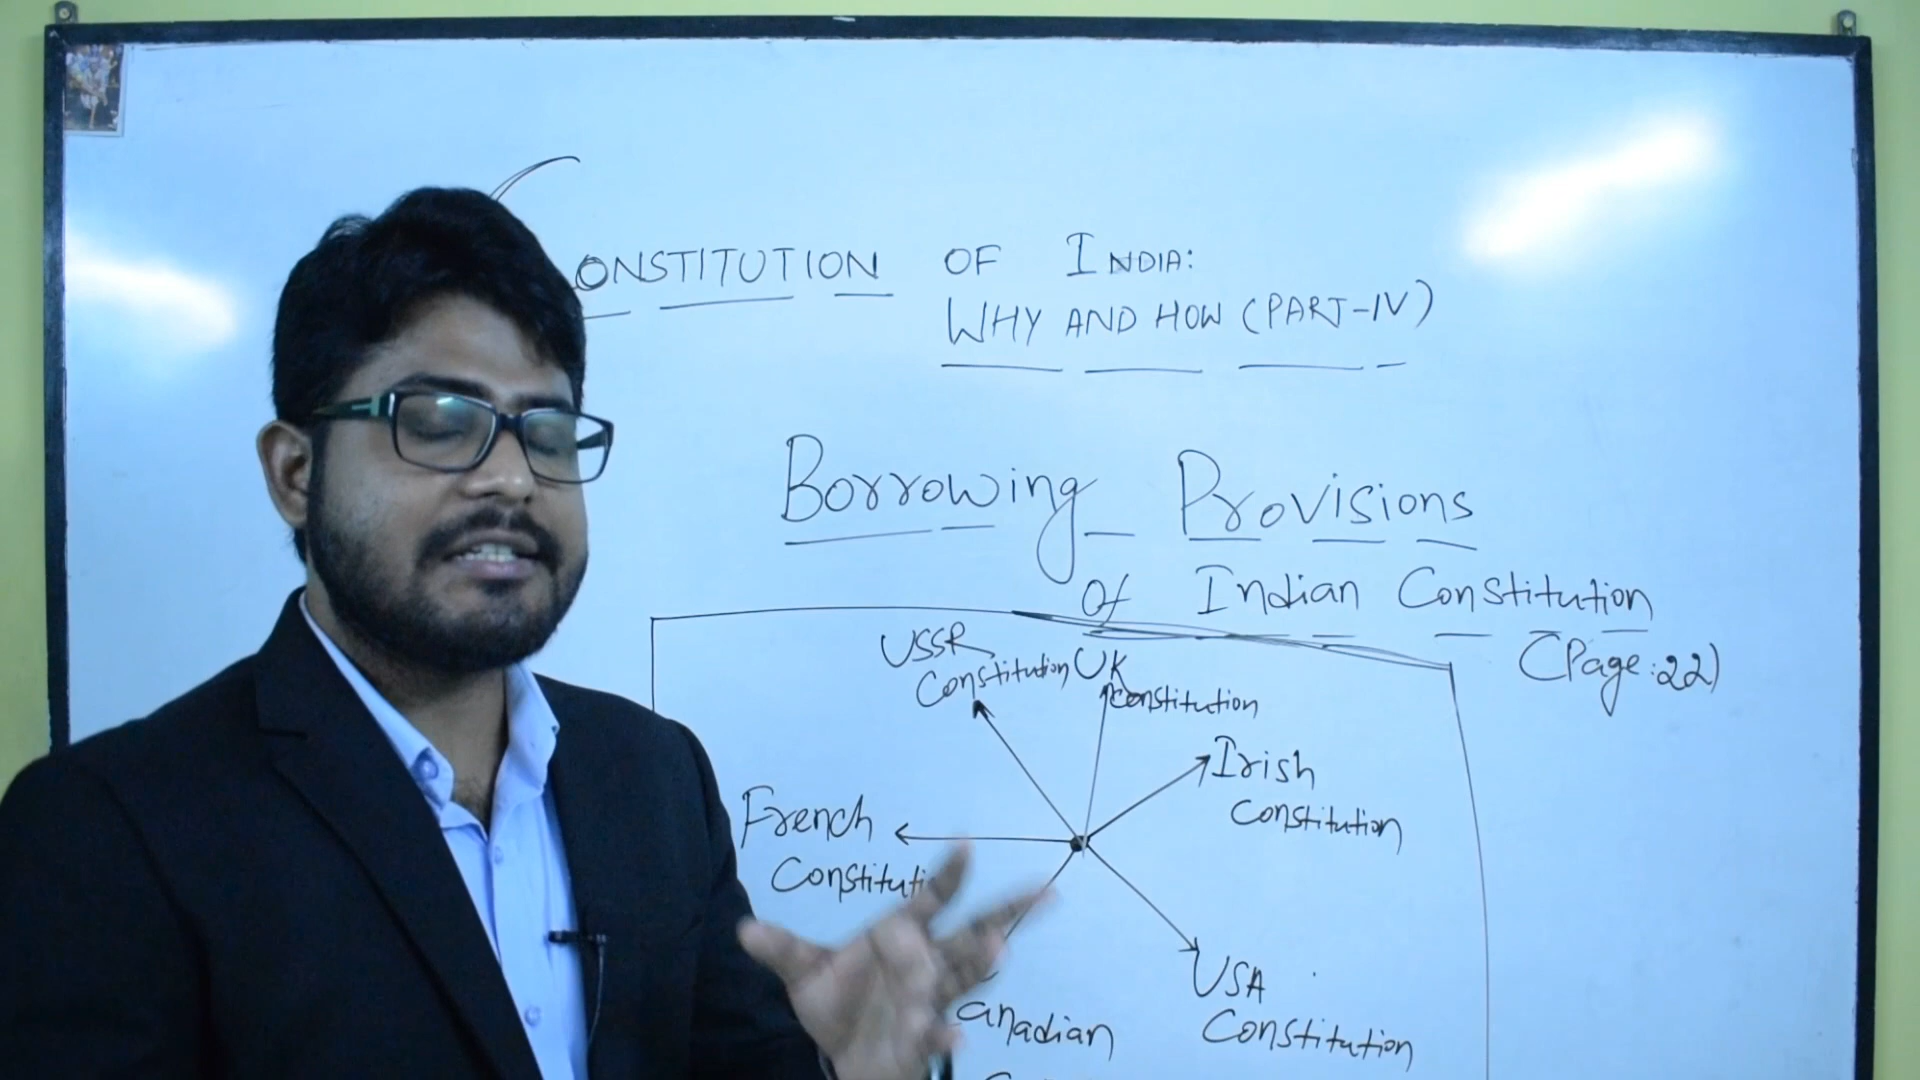 CONSTITUTION OF INDIA:
WHY AND HOW (PART-IV)
Borrowing Provisions
Of Indian Constitution
(Page:22)
USSR
Constitution
UK
Constitution
Irish
Constitution
French
Constituti
USA
Constitution
anadian